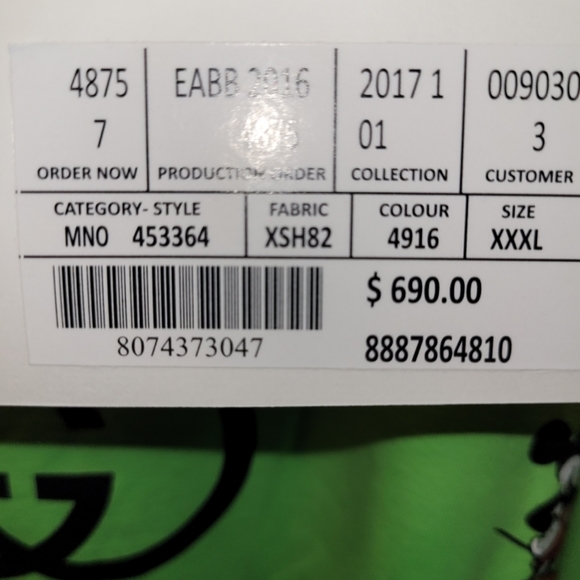 4875 EABB 2016 2017 1 009030
7 01 3
ORDER NOW PRODUCTION ORDER COLLECTION CUSTOMER
CATEGORY- STYLE FABRIC COLOUR SIZE
MNO 453364 XSH82 4916 XXXL
$ 690.00
8074373047 8887864810